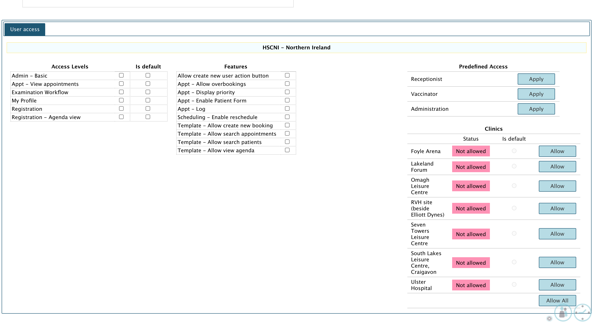 User access
HSCNI - Northern Ireland
Access Levels Is default
Admin - Basic
Appt - View appointments
Examination Workflow
My Profile
Registration
Registration - Agenda view
Features
Allow create new user action button
Appt - Allow overbookings
Appt - Display priority
Appt - Enable Patient Form
Appt - Log
Scheduling - Enable reschedule
Template - Allow create new booking
Template - Allow search appointments
Template - Allow search patients
Template - Allow view agenda
Predefined Access
Receptionist Apply
Vaccinator Apply
Administration Apply
Clinics
Status Is default
Foyle Arena Not allowed Allow
Lakeland
Forum
Not allowed Allow
Omagh
Leisure
Centre
Not allowed Allow
RVH site
(beside
Elliott Dynes)
Not allowed Allow
Seven
Towers
Leisure
Centre
Not allowed Allow
South Lakes
Leisure
Centre,
Craigavon
Not allowed Allow
Ulster
Hospital
Not allowed Allow
Allow All